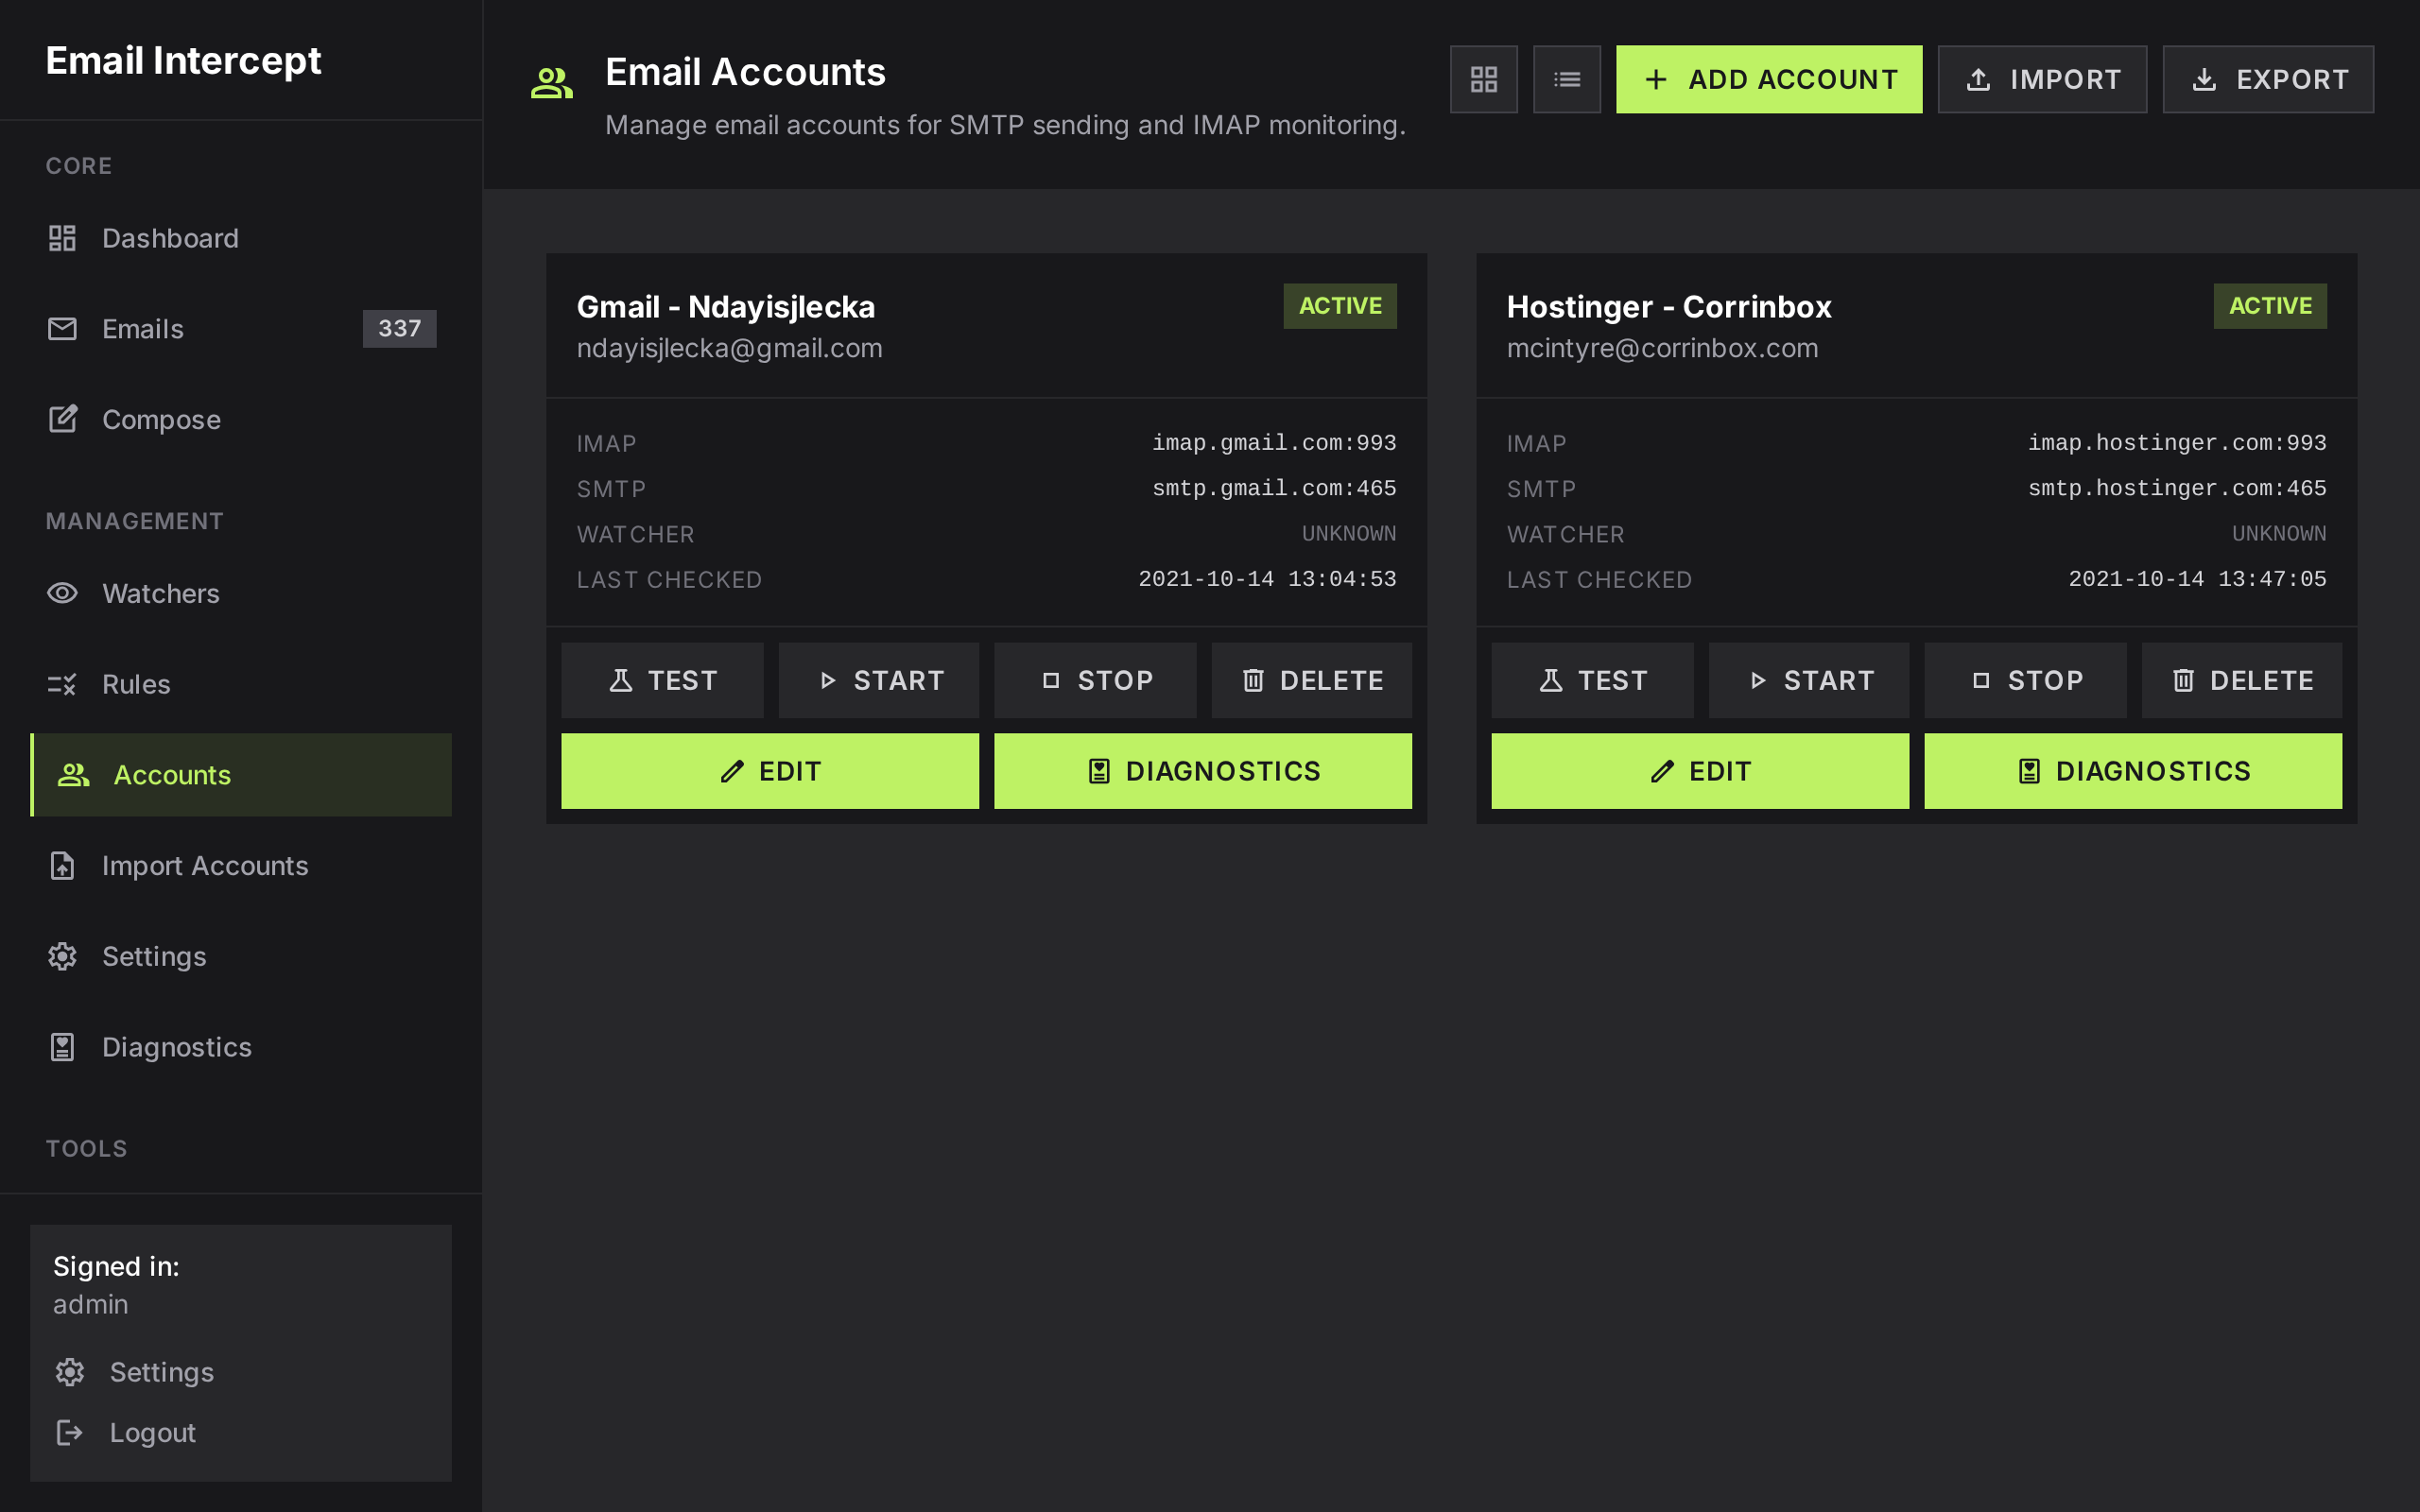 Email Intercept
CORE
Dashboard
Emails 337
Compose
MANAGEMENT
Watchers
Rules
Accounts
Import Accounts
Settings
Diagnostics
TOOLS
Signed in:
admin
Settings
Logout
Email Accounts
Manage email accounts for SMTP sending and IMAP monitoring.
ADD ACCOUNT
IMPORT
EXPORT
Gmail - Ndayisjlecka
ACTIVE
ndayisjlecka@gmail.com
IMAP imap.gmail.com:993
SMTP smtp.gmail.com:465
WATCHER UNKNOWN
LAST CHECKED 2021-10-14 13:04:53
TEST START STOP DELETE
EDIT DIAGNOSTICS
Hostinger - Corrinbox
ACTIVE
mcintyre@corrinbox.com
IMAP imap.hostinger.com:993
SMTP smtp.hostinger.com:465
WATCHER UNKNOWN
LAST CHECKED 2021-10-14 13:47:05
TEST START STOP DELETE
EDIT DIAGNOSTICS